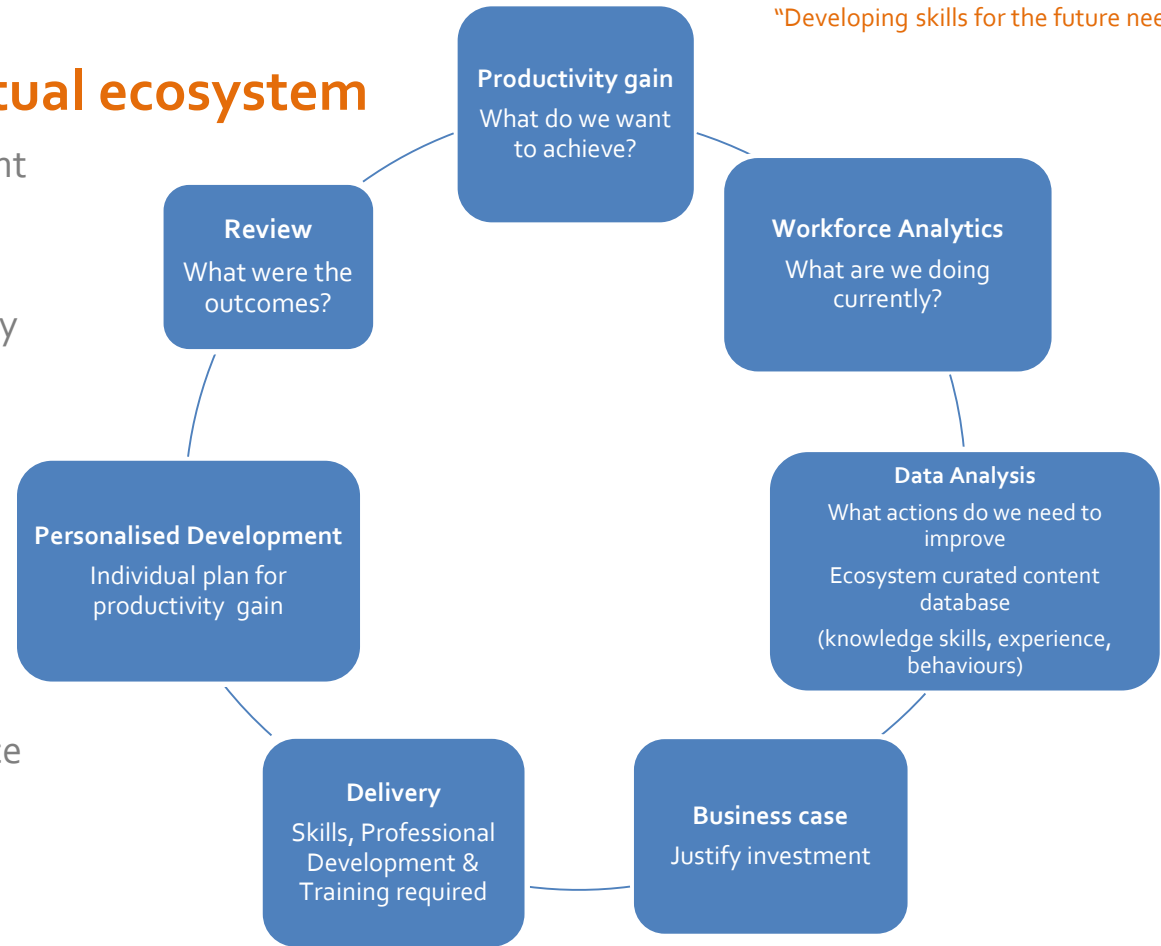 “Developing skills for the future nee
tual ecosystem
nt
y
ce
Productivity gain
What do we want
to achieve?
Workforce Analytics
What are we doing
currently?
Data Analysis
What actions do we need to
improve
Ecosystem curated content
database
(knowledge skills, experience,
behaviours)
Business case
Justify investment
Delivery
Skills, Professional
Development &
Training required
Personalised Development
Individual plan for
productivity gain
Review
What were the
outcomes?